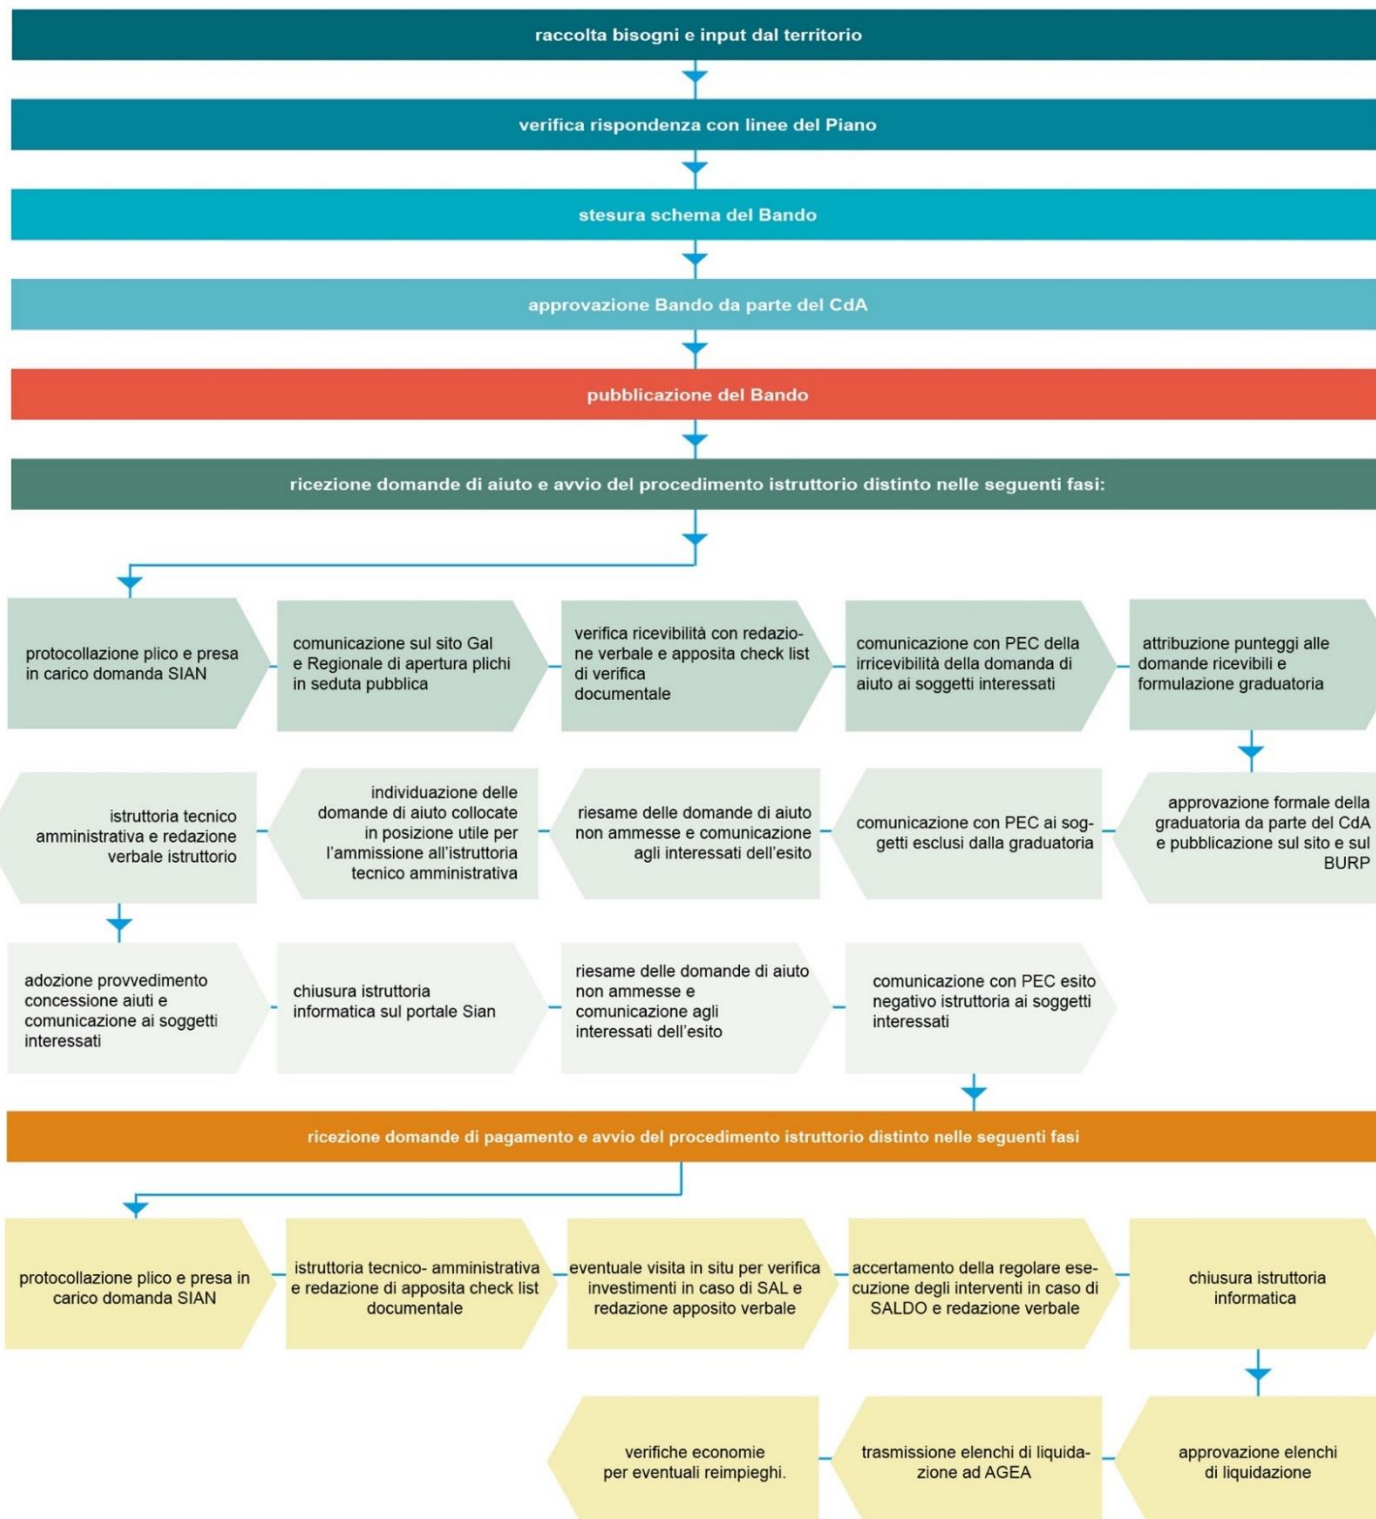 raccolta bisogni e input dal territorio
verifica rispondenza con linee del Piano
stesura schema del Bando
approvazione Bando da parte del CdA
pubblicazione del Bando
ricezione domande di aiuto e avvio del procedimento istruttorio distinto nelle seguenti fasi:
protocollazione plico e presa
in carico domanda SIAN
comunicazione sul sito Gal
e Regionale di apertura plichi
in seduta pubblica
verifica ricevibilità con redazio-
ne verbale e apposita check list
di verifica
documentale
comunicazione con PEC della
irricevibilità della domanda di
aiuto ai soggetti interessati
attribuzione punteggi alle
domande ricevibili e
formulazione graduatoria
approvazione formale della
graduatoria da parte del CdA
e pubblicazione sul sito e sul
BURP
comunicazione con PEC ai sog-
getti esclusi dalla graduatoria
riesame delle domande di aiuto
non ammesse e comunicazione
agli interessati dell'esito
individuazione delle
domande di aiuto collocate
in posizione utile per
l'ammissione all'istruttoria
tecnico amministrativa
istruttoria tecnico
amministrativa e redazione
verbale istruttorio
adozione provvedimento
concessione aiuti e
comunicazione ai soggetti
interessati
chiusura istruttoria
informatica sul portale Sian
riesame delle domande di aiuto
non ammesse e
comunicazione agli
interessati dell'esito
comunicazione con PEC esito
negativo istruttoria ai soggetti
interessati
ricezione domande di pagamento e avvio del procedimento istruttorio distinto nelle seguenti fasi
protocollazione plico e presa in
carico domanda SIAN
istruttoria tecnico- amministrativa
e redazione di apposita check list
documentale
eventuale visita in situ per verifica
investimenti in caso di SAL e
redazione apposito verbale
accertamento della regolare ese-
cuzione degli interventi in caso di
SALDO e redazione verbale
chiusura istruttoria
informatica
approvazione elenchi
di liquidazione
trasmissione elenchi di liquida-
zione ad AGEA
verifiche economie
per eventuali reimpieghi.